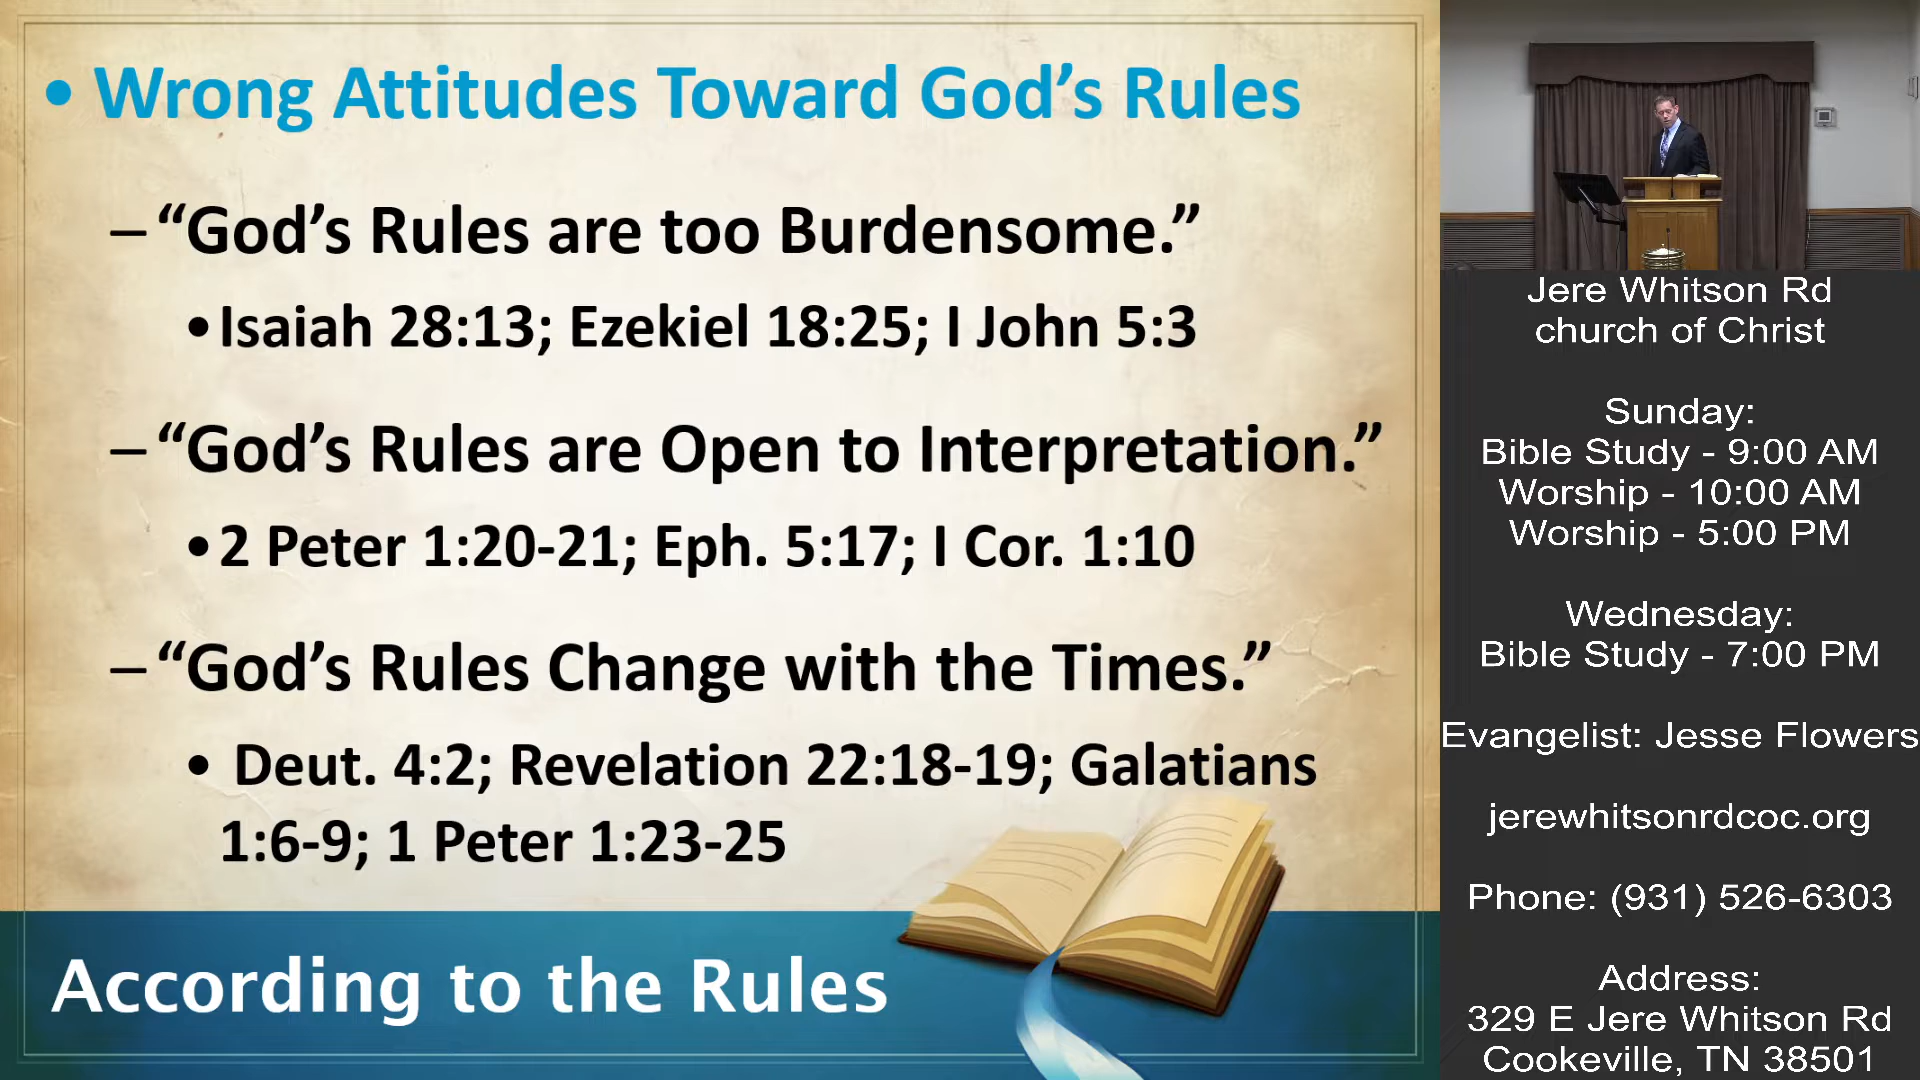 • Wrong Attitudes Toward God’s Rules
– “God’s Rules are too Burdensome.”
• Isaiah 28:13; Ezekiel 18:25; I John 5:3
– “God’s Rules are Open to Interpretation.”
• 2 Peter 1:20-21; Eph. 5:17; I Cor. 1:10
– “God’s Rules Change with the Times.”
• Deut. 4:2; Revelation 22:18-19; Galatians
1:6-9; 1 Peter 1:23-25
According to the Rules
Jere Whitson Rd
church of Christ
Sunday:
Bible Study - 9:00 AM
Worship - 10:00 AM
Worship - 5:00 PM
Wednesday:
Bible Study - 7:00 PM
Evangelist: Jesse Flowers
jerewhitsonrdcoc.org
Phone: (931) 526-6303
Address:
329 E Jere Whitson Rd
Cookeville, TN 38501